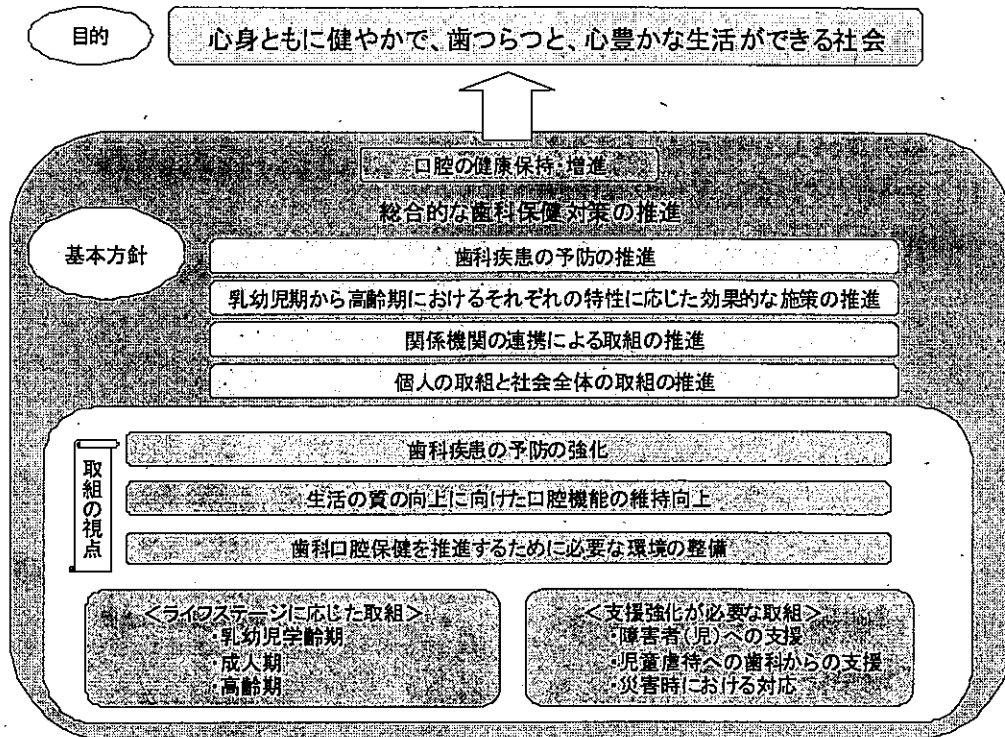 目的
心身ともに健やかで、歯つらつと、心豊かな生活ができる社会
口腔の健康保持・増進
総合的な歯科保健対策の推進
基本方針
歯科疾患の予防の推進
乳幼児期から高齢期におけるそれぞれの特性に応じた効果的な施策の推進
関係機関の連携による取組の推進
個人の取組と社会全体の取組の推進
取組の視点
歯科疾患の予防の強化
生活の質の向上に向けた口腔機能の維持向上
歯科口腔保健を推進するために必要な環境の整備
<ライフステージに応じた取組>
・乳幼児学齢期
・成人期
・高齢期
<支援強化が必要な取組>
・障害者(児)への支援
・児童虐待への歯科からの支援
・災害時における対応